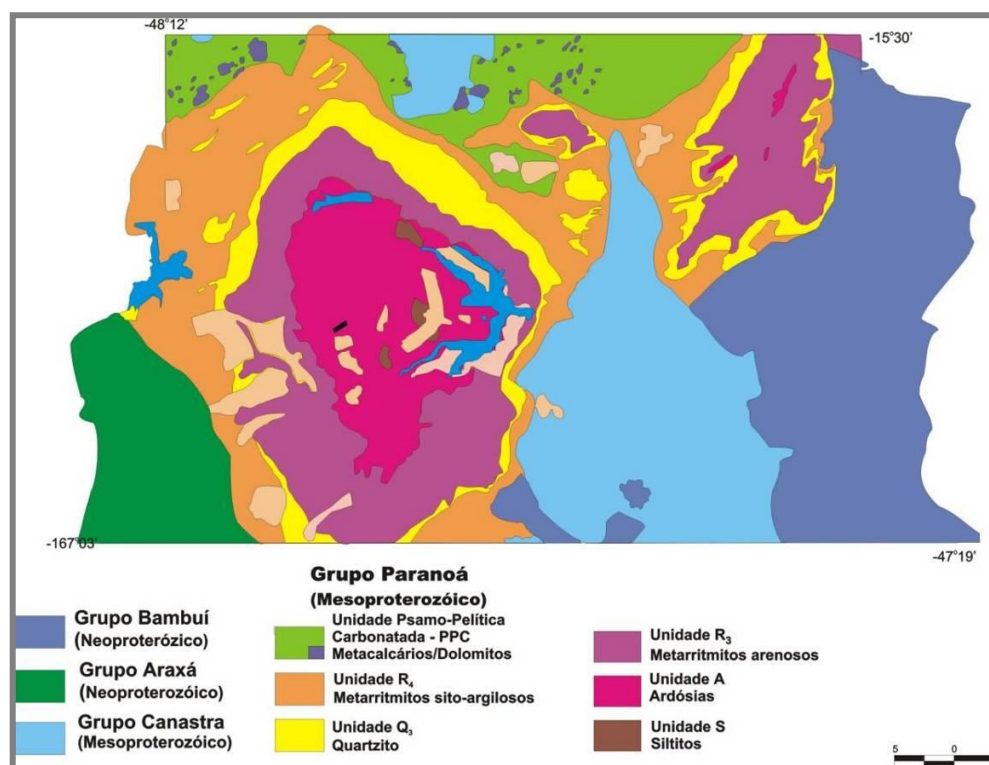 -48°12'
-15°30'
-167°03'
-47°19'
Grupo Paranoá
(Mesoproterozóico)
Grupo Bambuí
(Neoproterózico)
Grupo Araxá
(Neoproterozóico)
Grupo Canastra
(Mesoproterozóico)
Unidade Psamo-Pelítica
Carbonatada - PPC
Metacalcários/Dolomitos
Unidade R₄
Metarritmitos sito-argilosos
Unidade Q₃
Quartzito
Unidade R₃
Metarritmitos arenosos
Unidade A
Ardósias
Unidade S
Siltitos
5 0